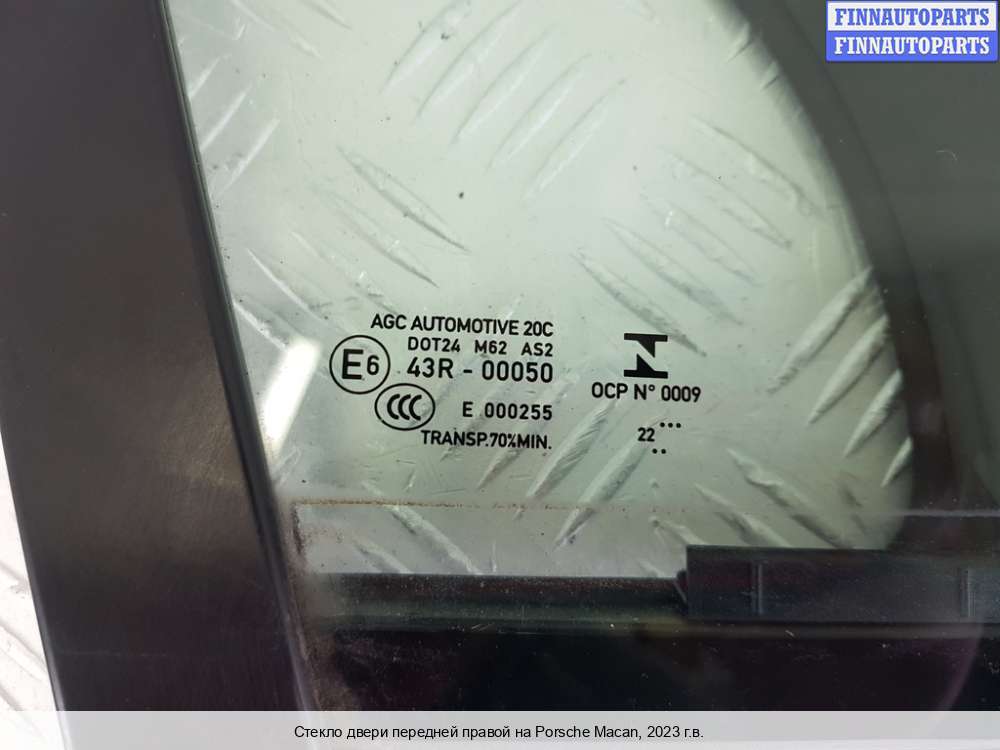 FINNAUTOPARTS
FINNAUTOPARTS
AGC AUTOMOTIVE 20C
DOT24 M62 AS2
E6 43R - 00050
CCC E 000255
TRANSP.70%MIN.
N
OCP N° 0009
22
Стекло двери передней правой на Porsche Macan, 2023 г.в.